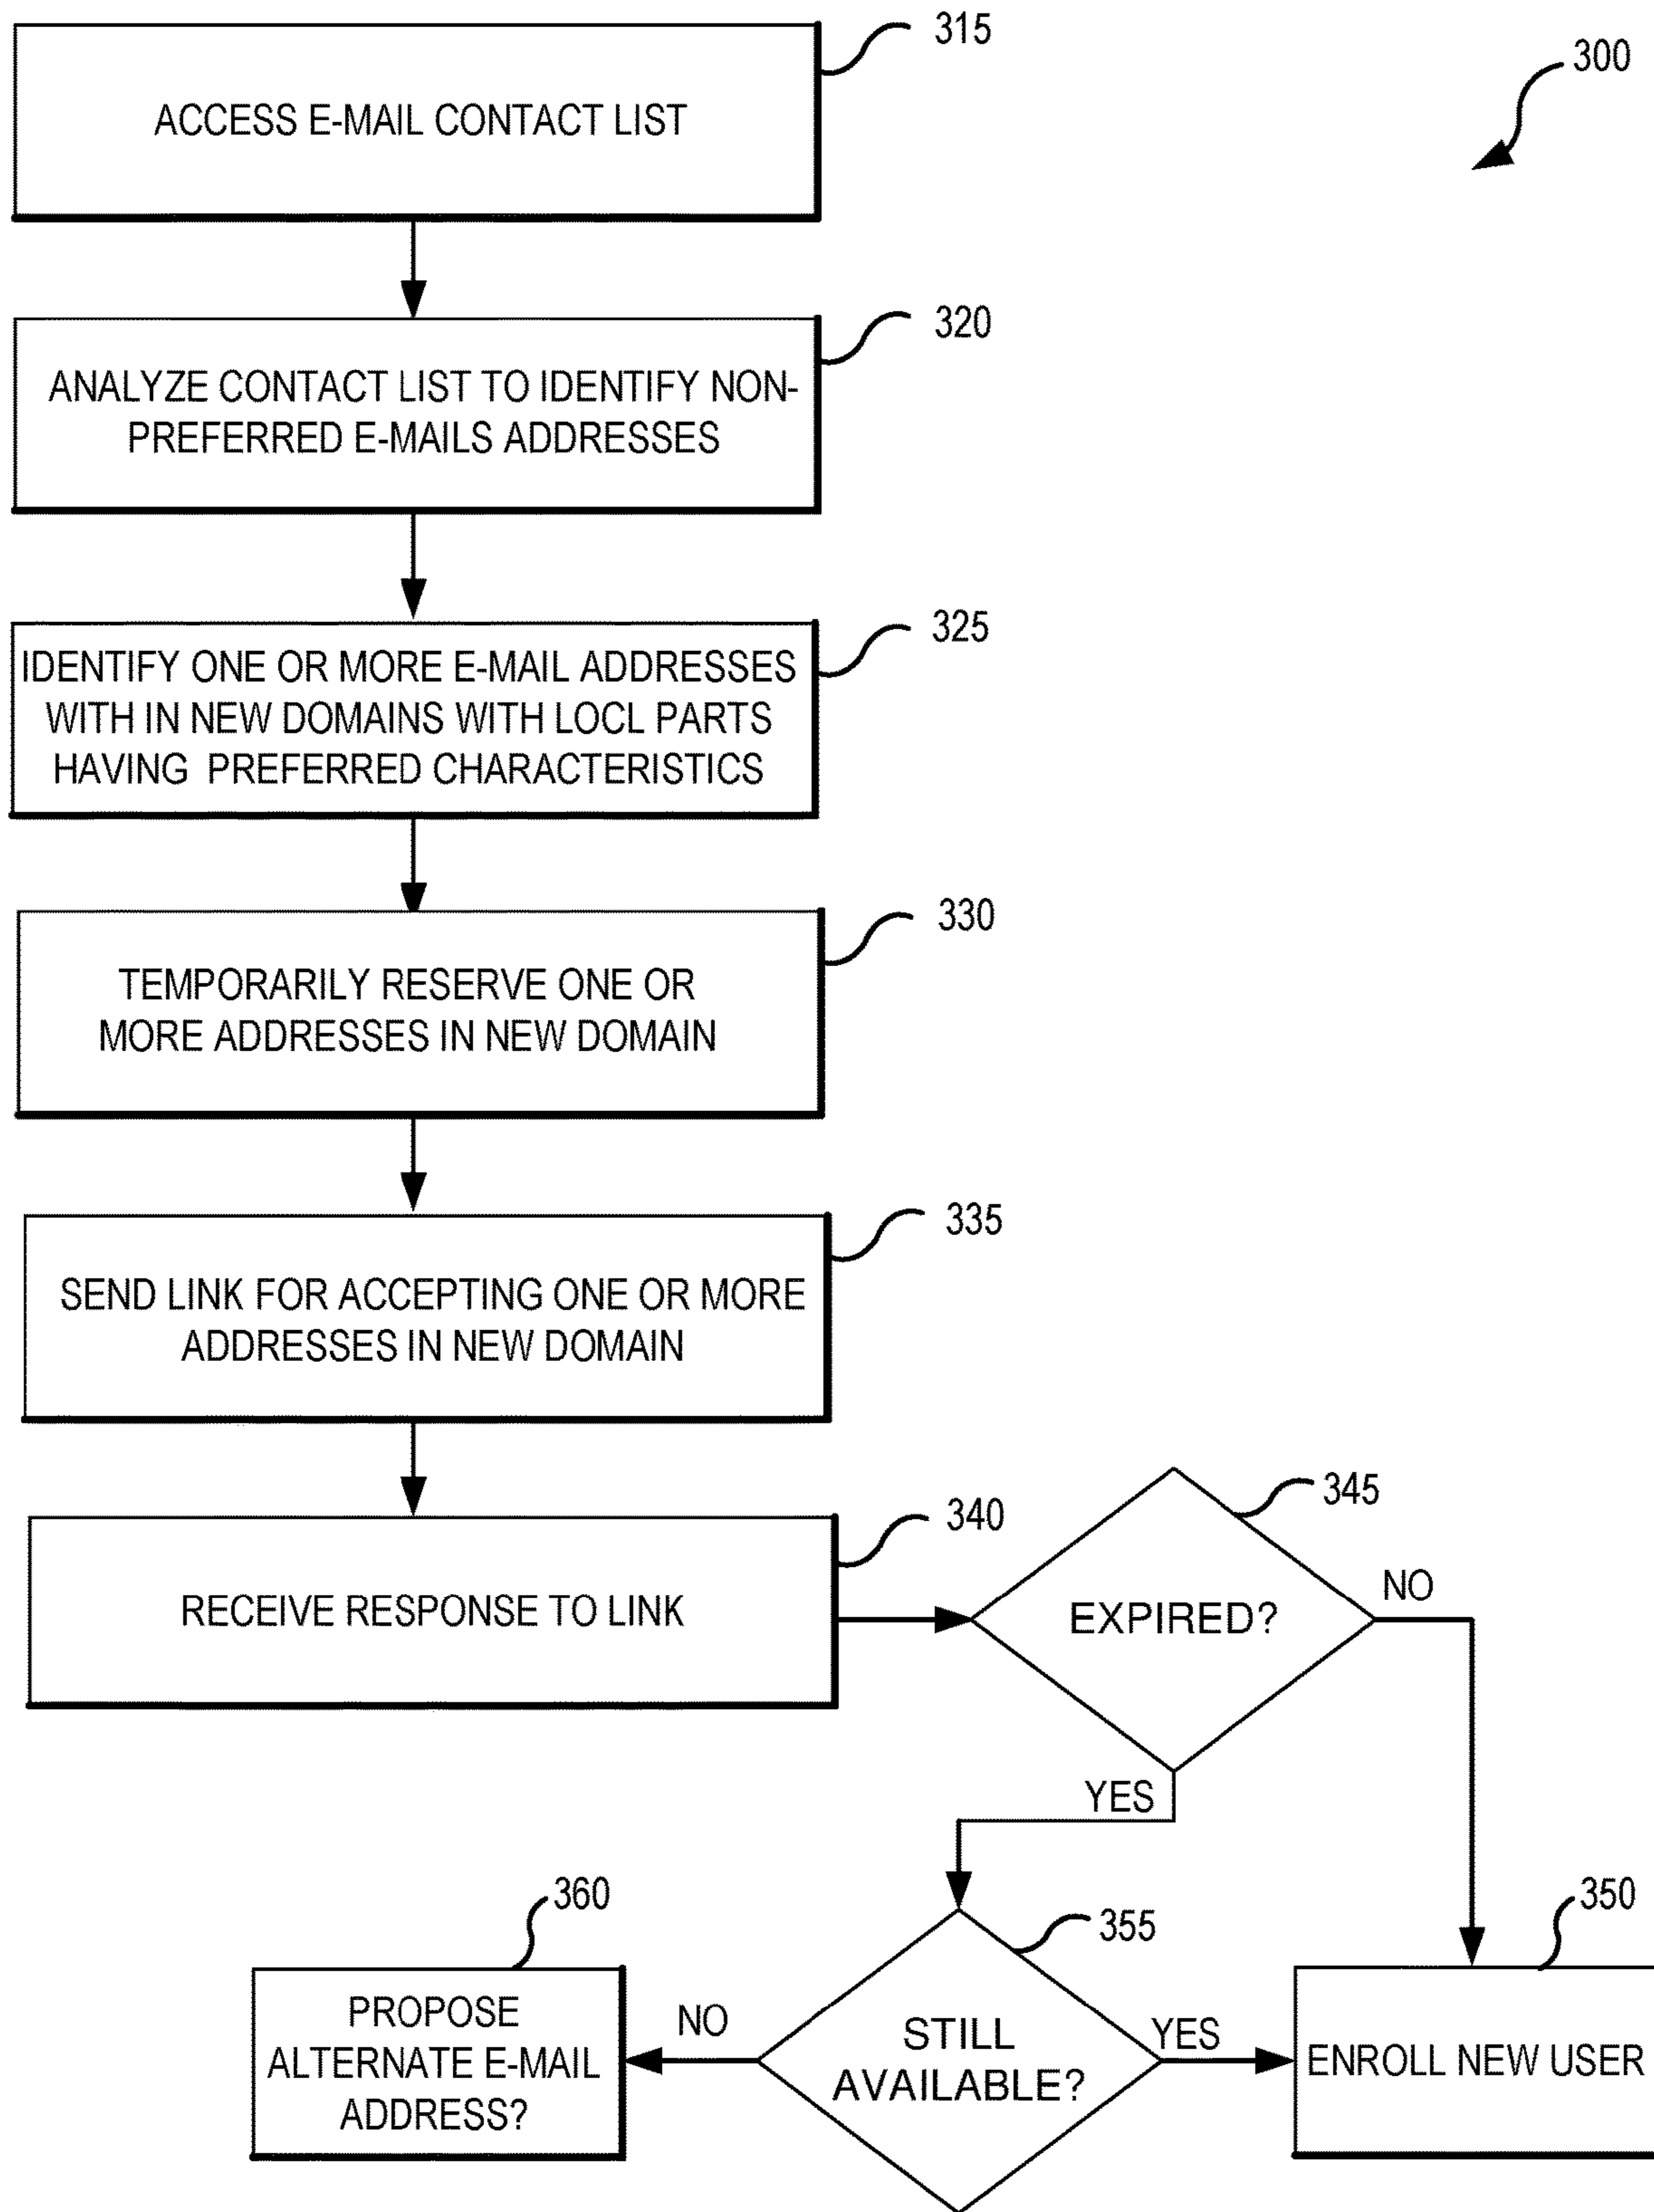 315
300
ACCESS E-MAIL CONTACT LIST
320
ANALYZE CONTACT LIST TO IDENTIFY NON-
PREFERRED E-MAILS ADDRESSES
325
IDENTIFY ONE OR MORE E-MAIL ADDRESSES
WITH IN NEW DOMAINS WITH LOCL PARTS
HAVING PREFERRED CHARACTERISTICS
330
TEMPORARILY RESERVE ONE OR
MORE ADDRESSES IN NEW DOMAIN
335
SEND LINK FOR ACCEPTING ONE OR MORE
ADDRESSES IN NEW DOMAIN
340
RECEIVE RESPONSE TO LINK
345
EXPIRED?
NO
YES
355
STILL
AVAILABLE?
NO
YES
360
PROPOSE
ALTERNATE E-MAIL
ADDRESS?
350
ENROLL NEW USER